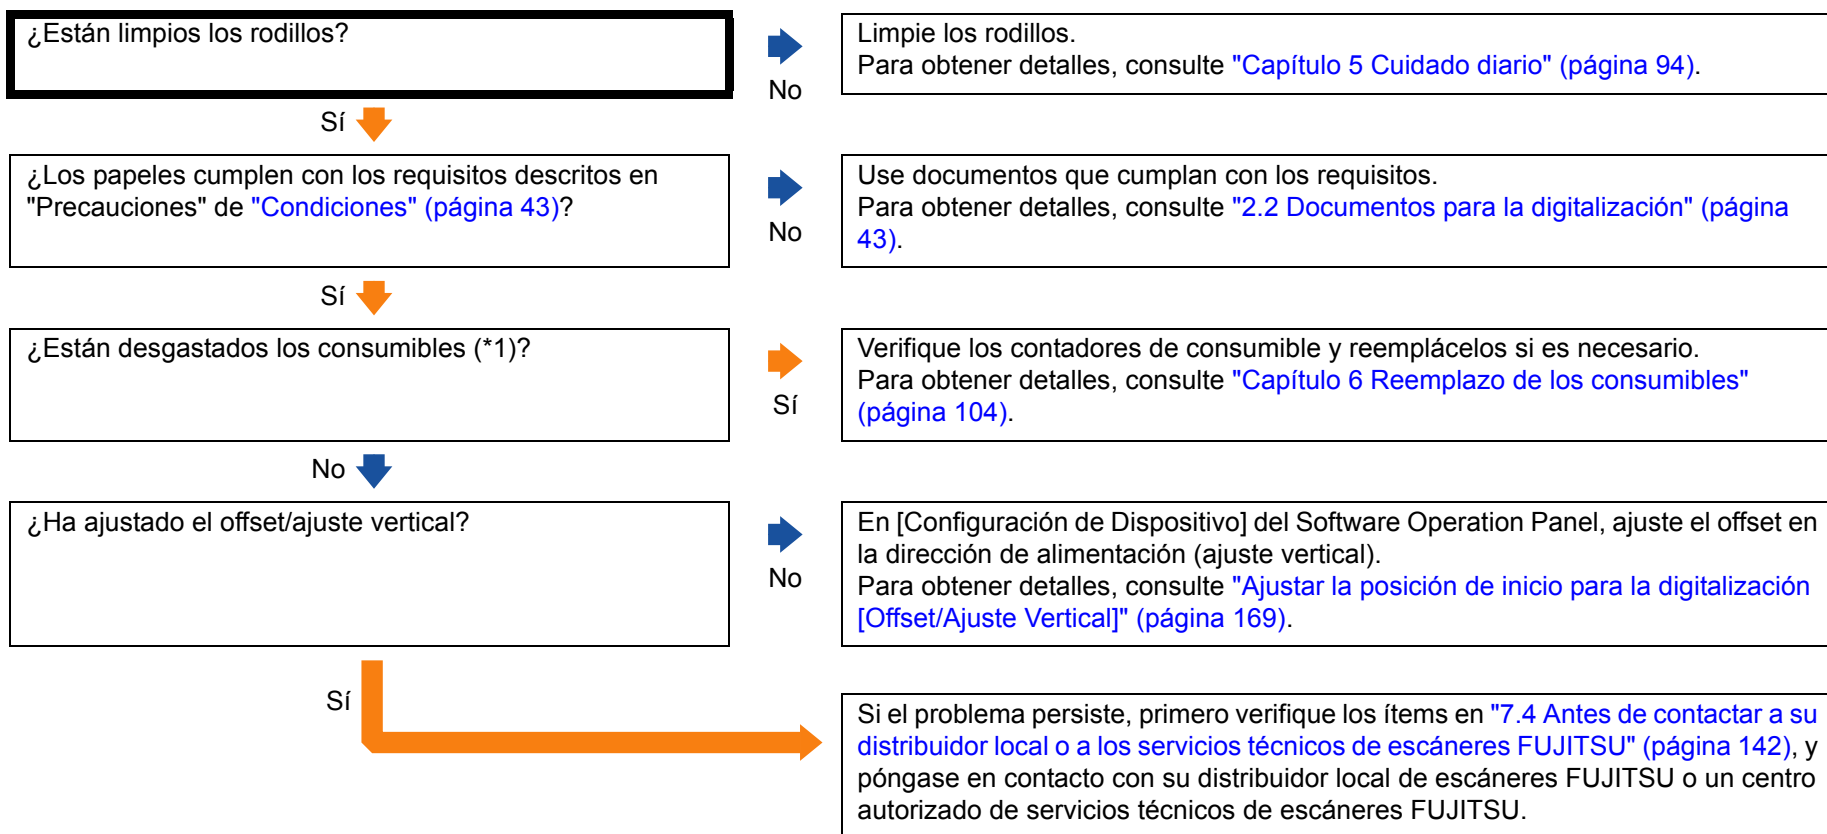 ¿Están limpios los rodillos?
No
Limpie los rodillos.
Para obtener detalles, consulte "Capítulo 5 Cuidado diario" (página 94).
Sí
¿Los papeles cumplen con los requisitos descritos en
"Precauciones" de "Condiciones" (página 43)?
No
Use documentos que cumplan con los requisitos.
Para obtener detalles, consulte "2.2 Documentos para la digitalización" (página
43).
Sí
¿Están desgastados los consumibles (*1)?
Sí
Verifique los contadores de consumible y reemplácelos si es necesario.
Para obtener detalles, consulte "Capítulo 6 Reemplazo de los consumibles"
(página 104).
No
¿Ha ajustado el offset/ajuste vertical?
No
En [Configuración de Dispositivo] del Software Operation Panel, ajuste el offset en
la dirección de alimentación (ajuste vertical).
Para obtener detalles, consulte "Ajustar la posición de inicio para la digitalización
[Offset/Ajuste Vertical]" (página 169).
Sí
Si el problema persiste, primero verifique los ítems en "7.4 Antes de contactar a su
distribuidor local o a los servicios técnicos de escáneres FUJITSU" (página 142), y
póngase en contacto con su distribuidor local de escáneres FUJITSU o un centro
autorizado de servicios técnicos de escáneres FUJITSU.